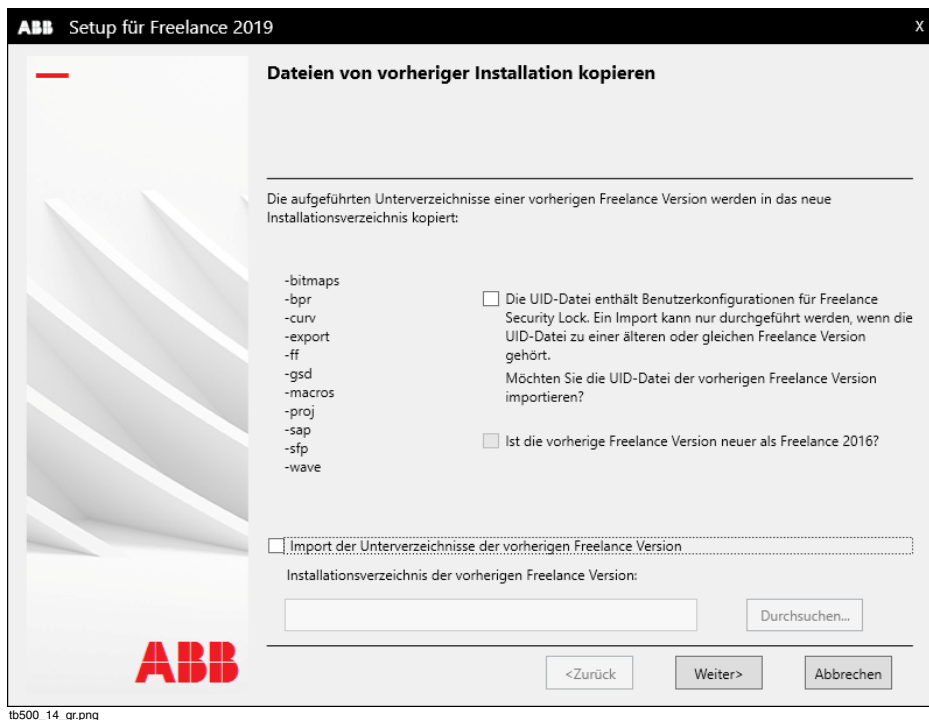 ABB Setup für Freelance 2019 X
Dateien von vorheriger Installation kopieren
Die aufgeführten Unterverzeichnisse einer vorherigen Freelance Version werden in das neue
Installationsverzeichnis kopiert:
-bitmaps
-bpr
-curv
-export
-ff
-gsd
-macros
-proj
-sap
-sfp
-wave
Die UID-Datei enthält Benutzerkonfigurationen für Freelance
Security Lock. Ein Import kann nur durchgeführt werden, wenn die
UID-Datei zu einer älteren oder gleichen Freelance Version
gehört.
Möchten Sie die UID-Datei der vorherigen Freelance Version
importieren?
Ist die vorherige Freelance Version neuer als Freelance 2016?
Import der Unterverzeichnisse der vorherigen Freelance Version
Installationsverzeichnis der vorherigen Freelance Version:
Durchsuchen...
ABB
<Zurück Weiter> Abbrechen
tb500_14_gr.png